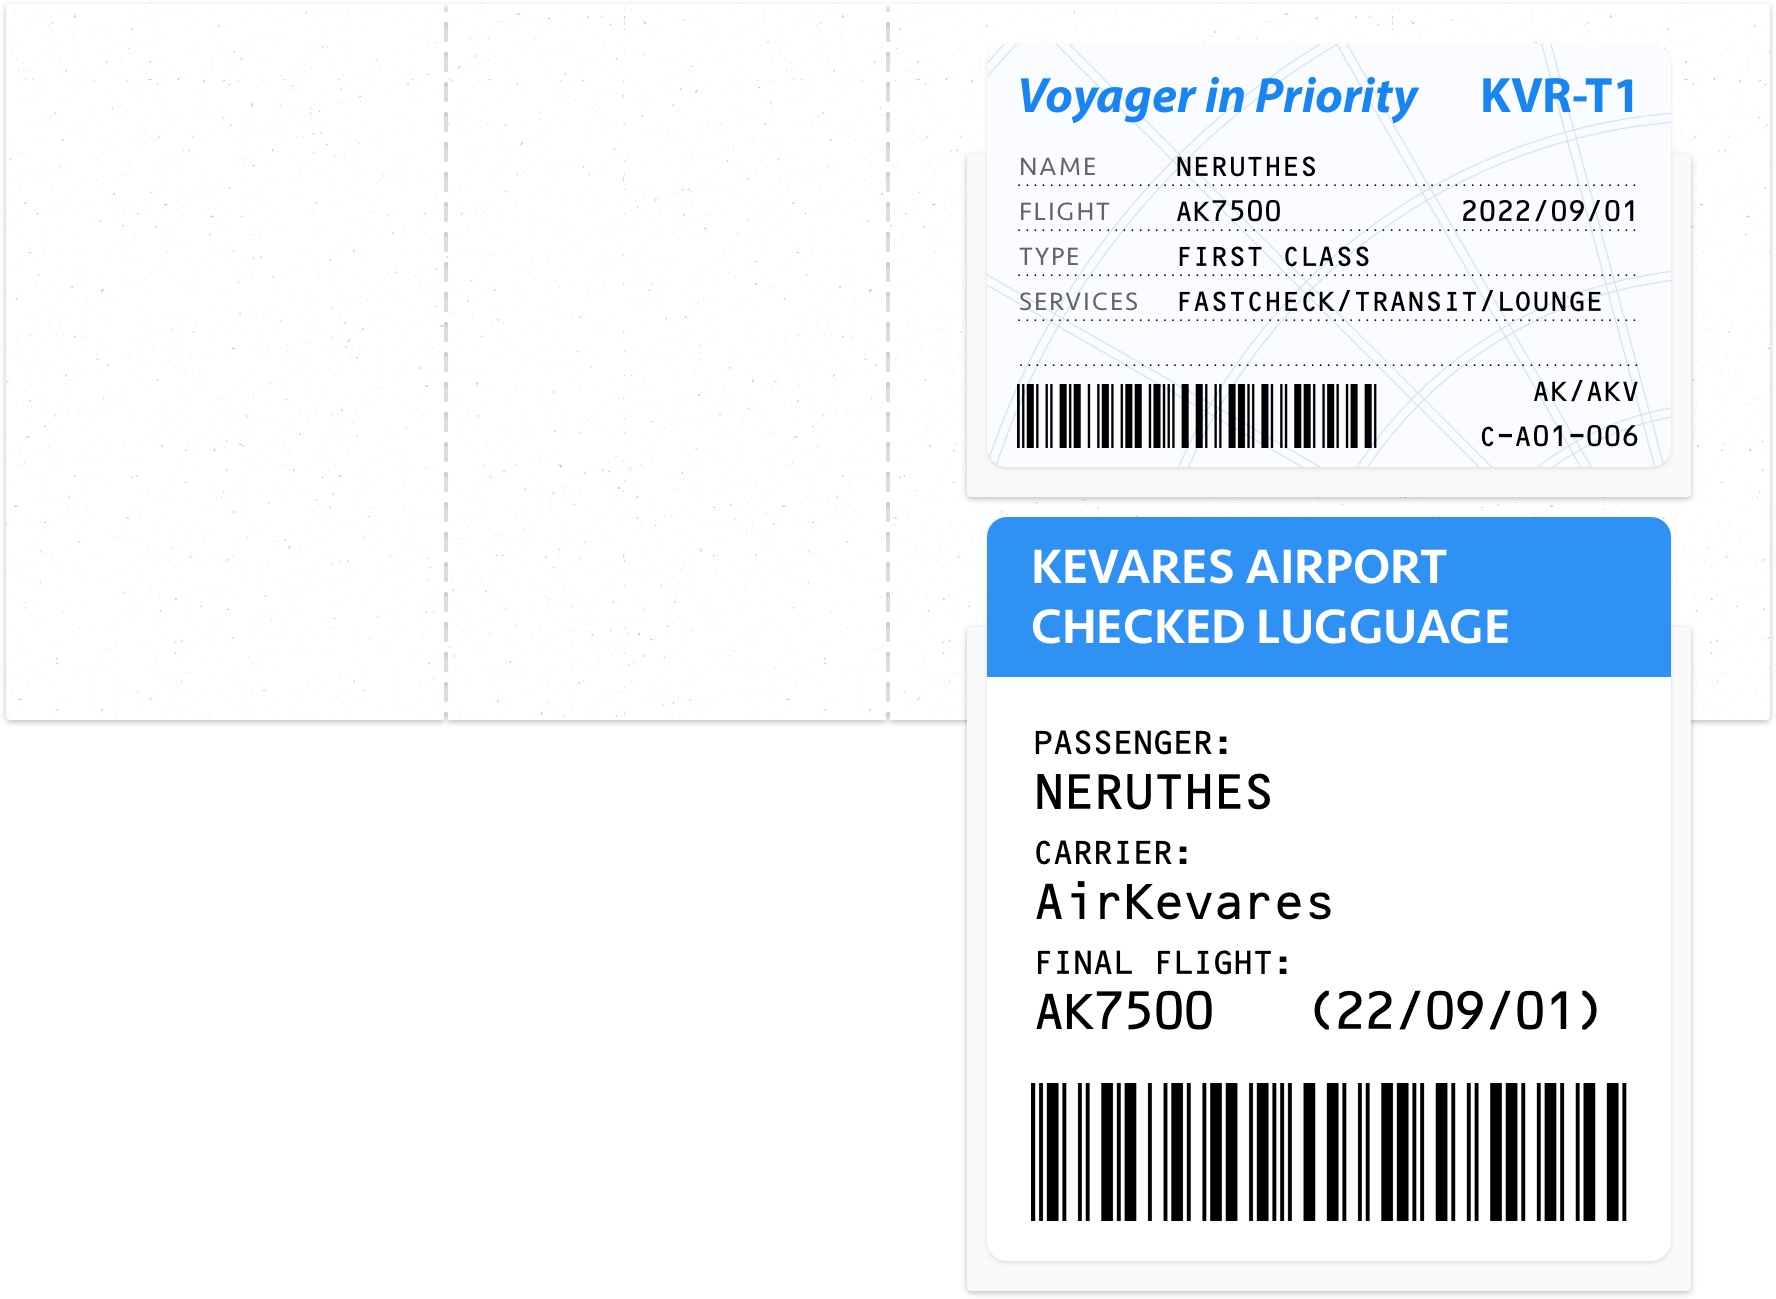 Voyager in Priority KVR-T1
NAME NERUTHES
FLIGHT AK7500 2022/09/01
TYPE FIRST CLASS
SERVICES FASTCHECK/TRANSIT/LOUNGE
AK/AKV
C-A01-006
KEVARES AIRPORT
CHECKED LUGGUAGE
PASSENGER:
NERUTHES
CARRIER:
AirKevares
FINAL FLIGHT:
AK7500 (22/09/01)